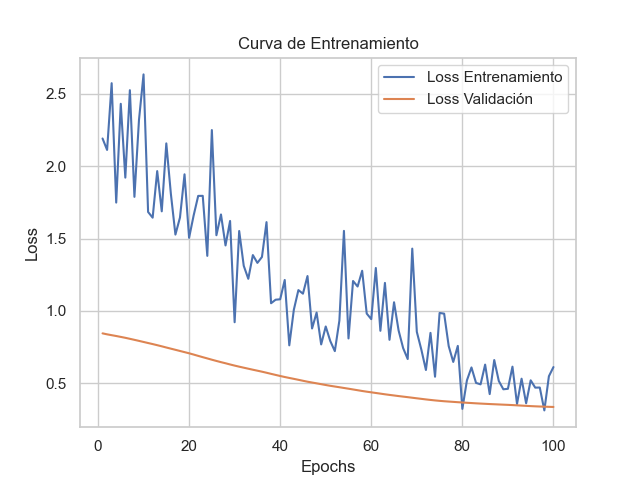 Curva de Entrenamiento
Loss Entrenamiento
Loss Validación
Loss
2.5
2.0
1.5
1.0
0.5
0
20
40
60
80
100
Epochs